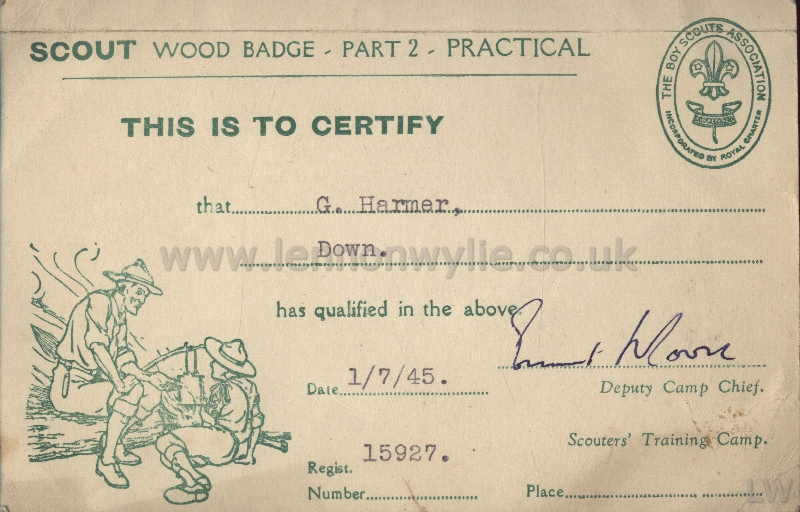 SCOUT WOOD BADGE - PART 2 - PRACTICAL
THE BOY SCOUTS ASSOCIATION
INCORPORATED BY ROYAL CHARTER
THIS IS TO CERTIFY
that G. Harmer,
Down.
www.lennonwylie.co.uk
has qualified in the above
Moore
Date 1/7/45.
Deputy Camp Chief.
Scouters' Training Camp.
Regist. 15927.
Number
Place
LW